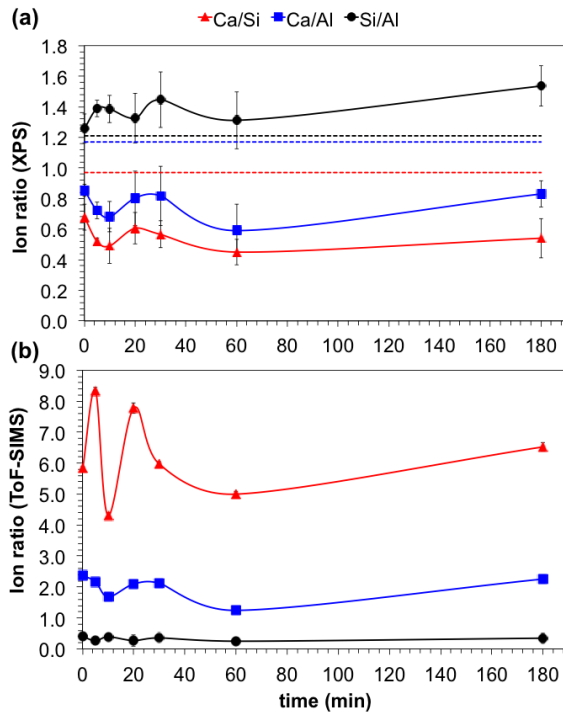 (a)
Ca/Si Ca/Al Si/Al
Ion ratio (XPS)
1.8
1.6
1.4
1.2
1.0
0.8
0.6
0.4
0.2
0.0
0 20 40 60 80 100 120 140 160 180
(b)
Ion ratio (ToF-SIMS)
9.0
8.0
7.0
6.0
5.0
4.0
3.0
2.0
1.0
0.0
0 20 40 60 80 100 120 140 160 180
time (min)